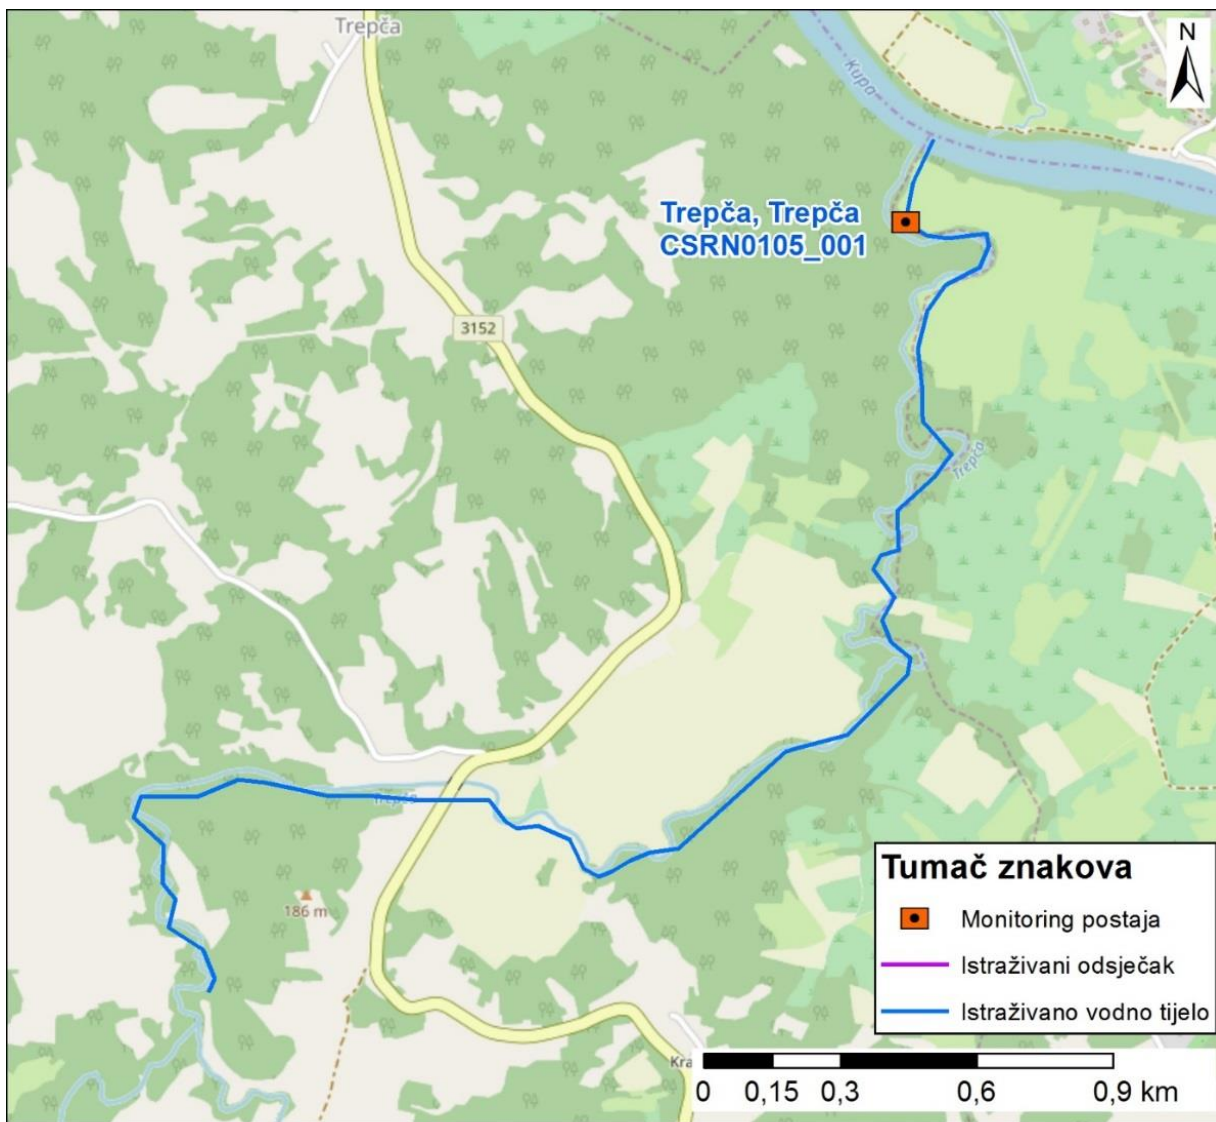 Trepča
N
Kupa
Trepča, Trepča
CSRN0105_001
3152
Trepča
Trepča
186 m
Tumač znakova
Monitoring postaja
Istraživani odsječak
Istraživano vodno tijelo
Kra
0 0,15 0,3 0,6 0,9 km